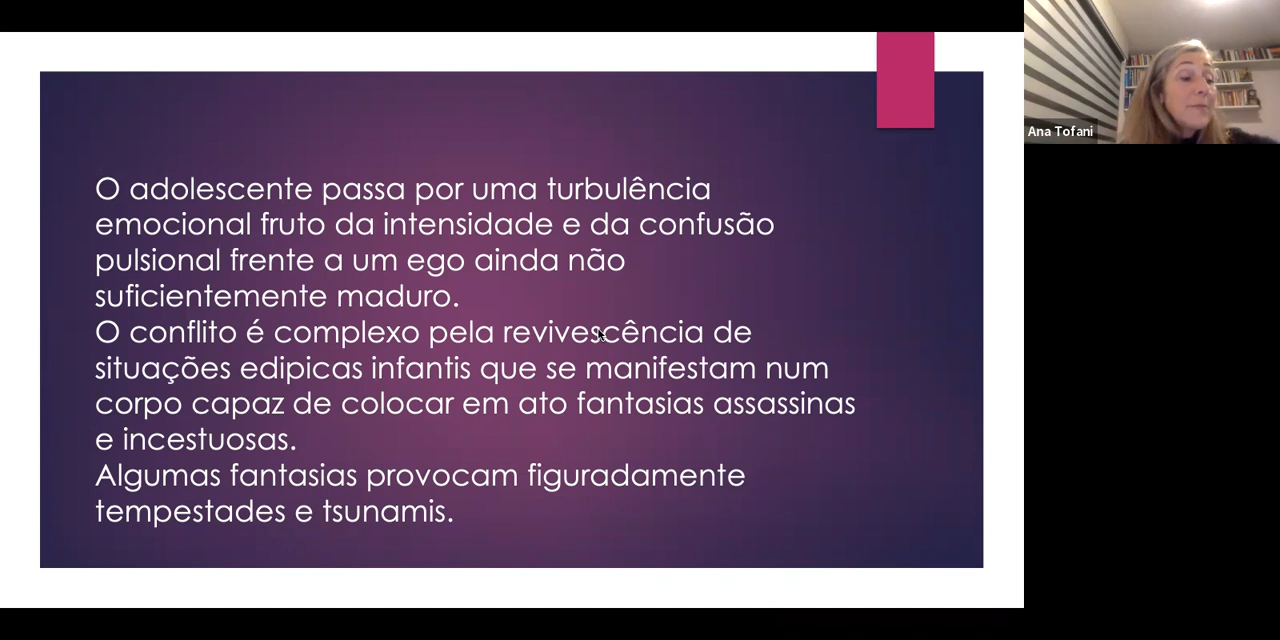 O adolescente passa por uma turbulência
emocional fruto da intensidade e da confusão
pulsional frente a um ego ainda não
suficientemente maduro.
O conflito é complexo pela revivescência de
situações edipicas infantis que se manifestam num
corpo capaz de colocar em ato fantasias assassinas
e incestuosas.
Algumas fantasias provocam figuradamente
tempestades e tsunamis.
Ana Tofani